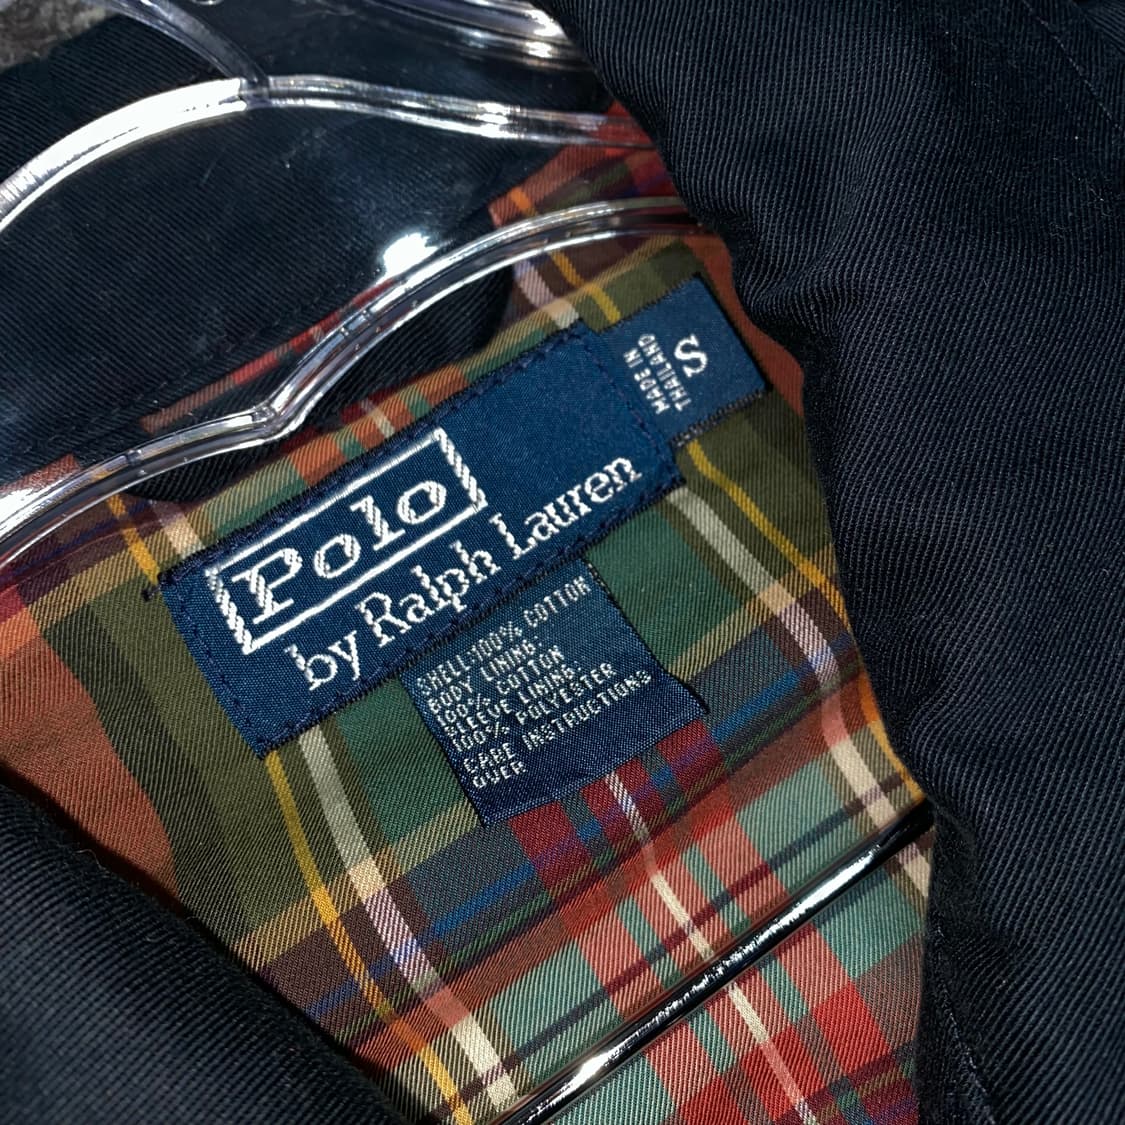 Polo
by Ralph Lauren
S
MADE IN
THAILAND
SHELL:100% COTTON
BODY LINING:
100% COTTON
SLEEVE LINING:
100% POLYESTER
CARE INSTRUCTIONS
OVER